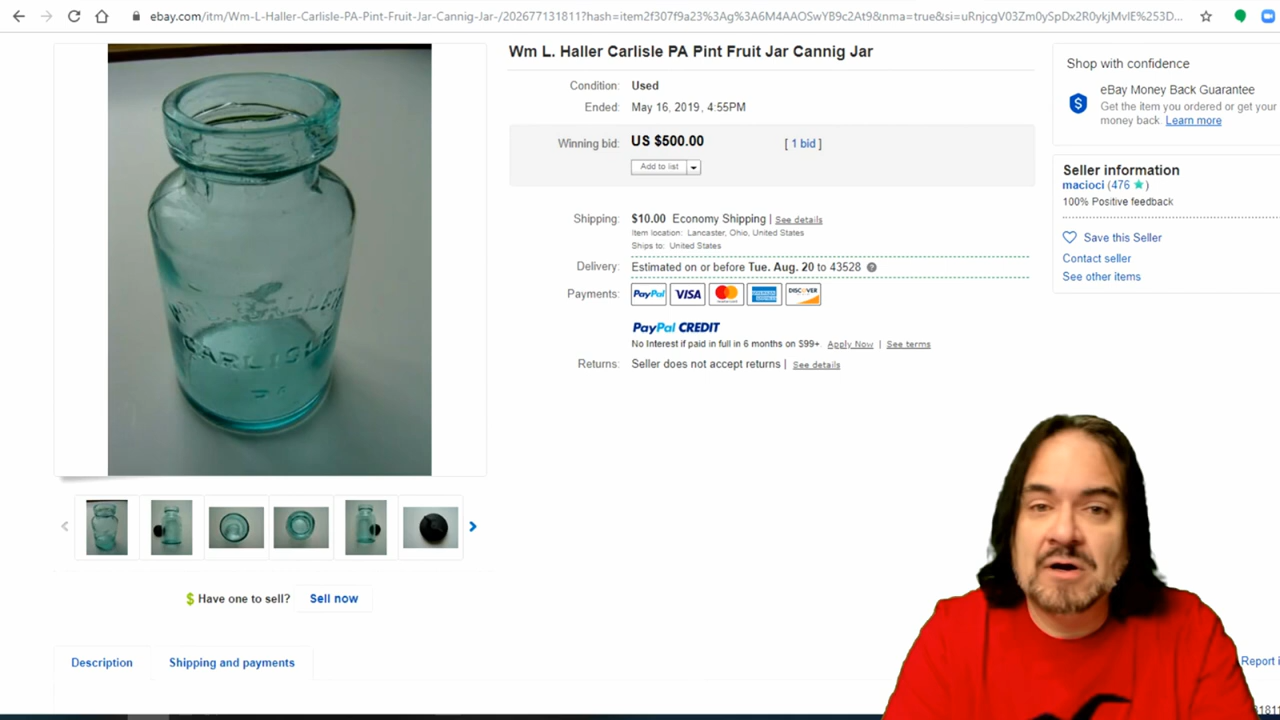 ebay.com/itm/Wm-L-Haller-Carlisle-PA-Pint-Fruit-Jar-Cannig-Jar-/202677131811?hash=item2f307f9a23%3Ag%3A6M4AAOSwYB9c2At9&nma=true&si=uRnjcgV03Zm0ySpDx2R0ykjMvIE%253D...
Wm L. Haller Carlisle PA Pint Fruit Jar Cannig Jar
Condition: Used
Ended: May 16, 2019, 4:55PM
Winning bid: US $500.00 [ 1 bid ]
Add to list
Shipping: $10.00 Economy Shipping | See details
Item location: Lancaster, Ohio, United States
Ships to: United States
Delivery: Estimated on or before Tue. Aug. 20 to 43528
Payments: PayPal VISA MasterCard AMERICAN EXPRESS DISCOVER
PayPal CREDIT
No Interest if paid in full in 6 months on $99+. Apply Now | See terms
Returns: Seller does not accept returns | See details
Shop with confidence
eBay Money Back Guarantee
Get the item you ordered or get your
money back. Learn more
Seller information
macioci (476 )
100% Positive feedback
Save this Seller
Contact seller
See other items
WM. L. HALLER
CARLISLE
PA
$ Have one to sell? Sell now
Description Shipping and payments
Report i